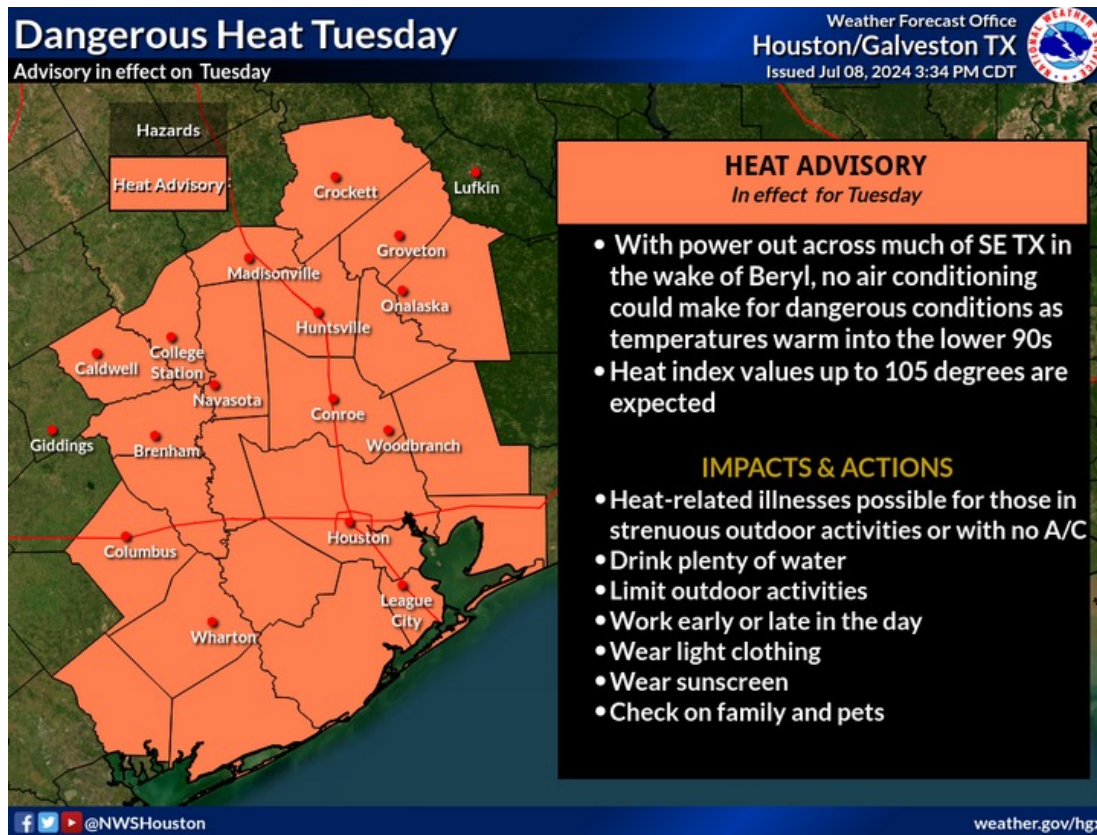 Dangerous Heat Tuesday
Advisory in effect on Tuesday
Weather Forecast Office
Houston/Galveston TX
Issued Jul 08, 2024 3:34 PM CDT
NATIONAL WEATHER SERVICE
Hazards
Heat Advisory
Crockett
Lufkin
Groveton
Madisonville
Onalaska
Huntsville
College
Station
Caldwell
Navasota
Conroe
Giddings
Brenham
Woodbranch
Columbus
Houston
League
City
Wharton
HEAT ADVISORY
In effect for Tuesday
• With power out across much of SE TX in
the wake of Beryl, no air conditioning
could make for dangerous conditions as
temperatures warm into the lower 90s
• Heat index values up to 105 degrees are
expected
IMPACTS & ACTIONS
• Heat-related illnesses possible for those in
strenuous outdoor activities or with no A/C
• Drink plenty of water
• Limit outdoor activities
• Work early or late in the day
• Wear light clothing
• Wear sunscreen
• Check on family and pets
@NWSHouston
weather.gov/hgx